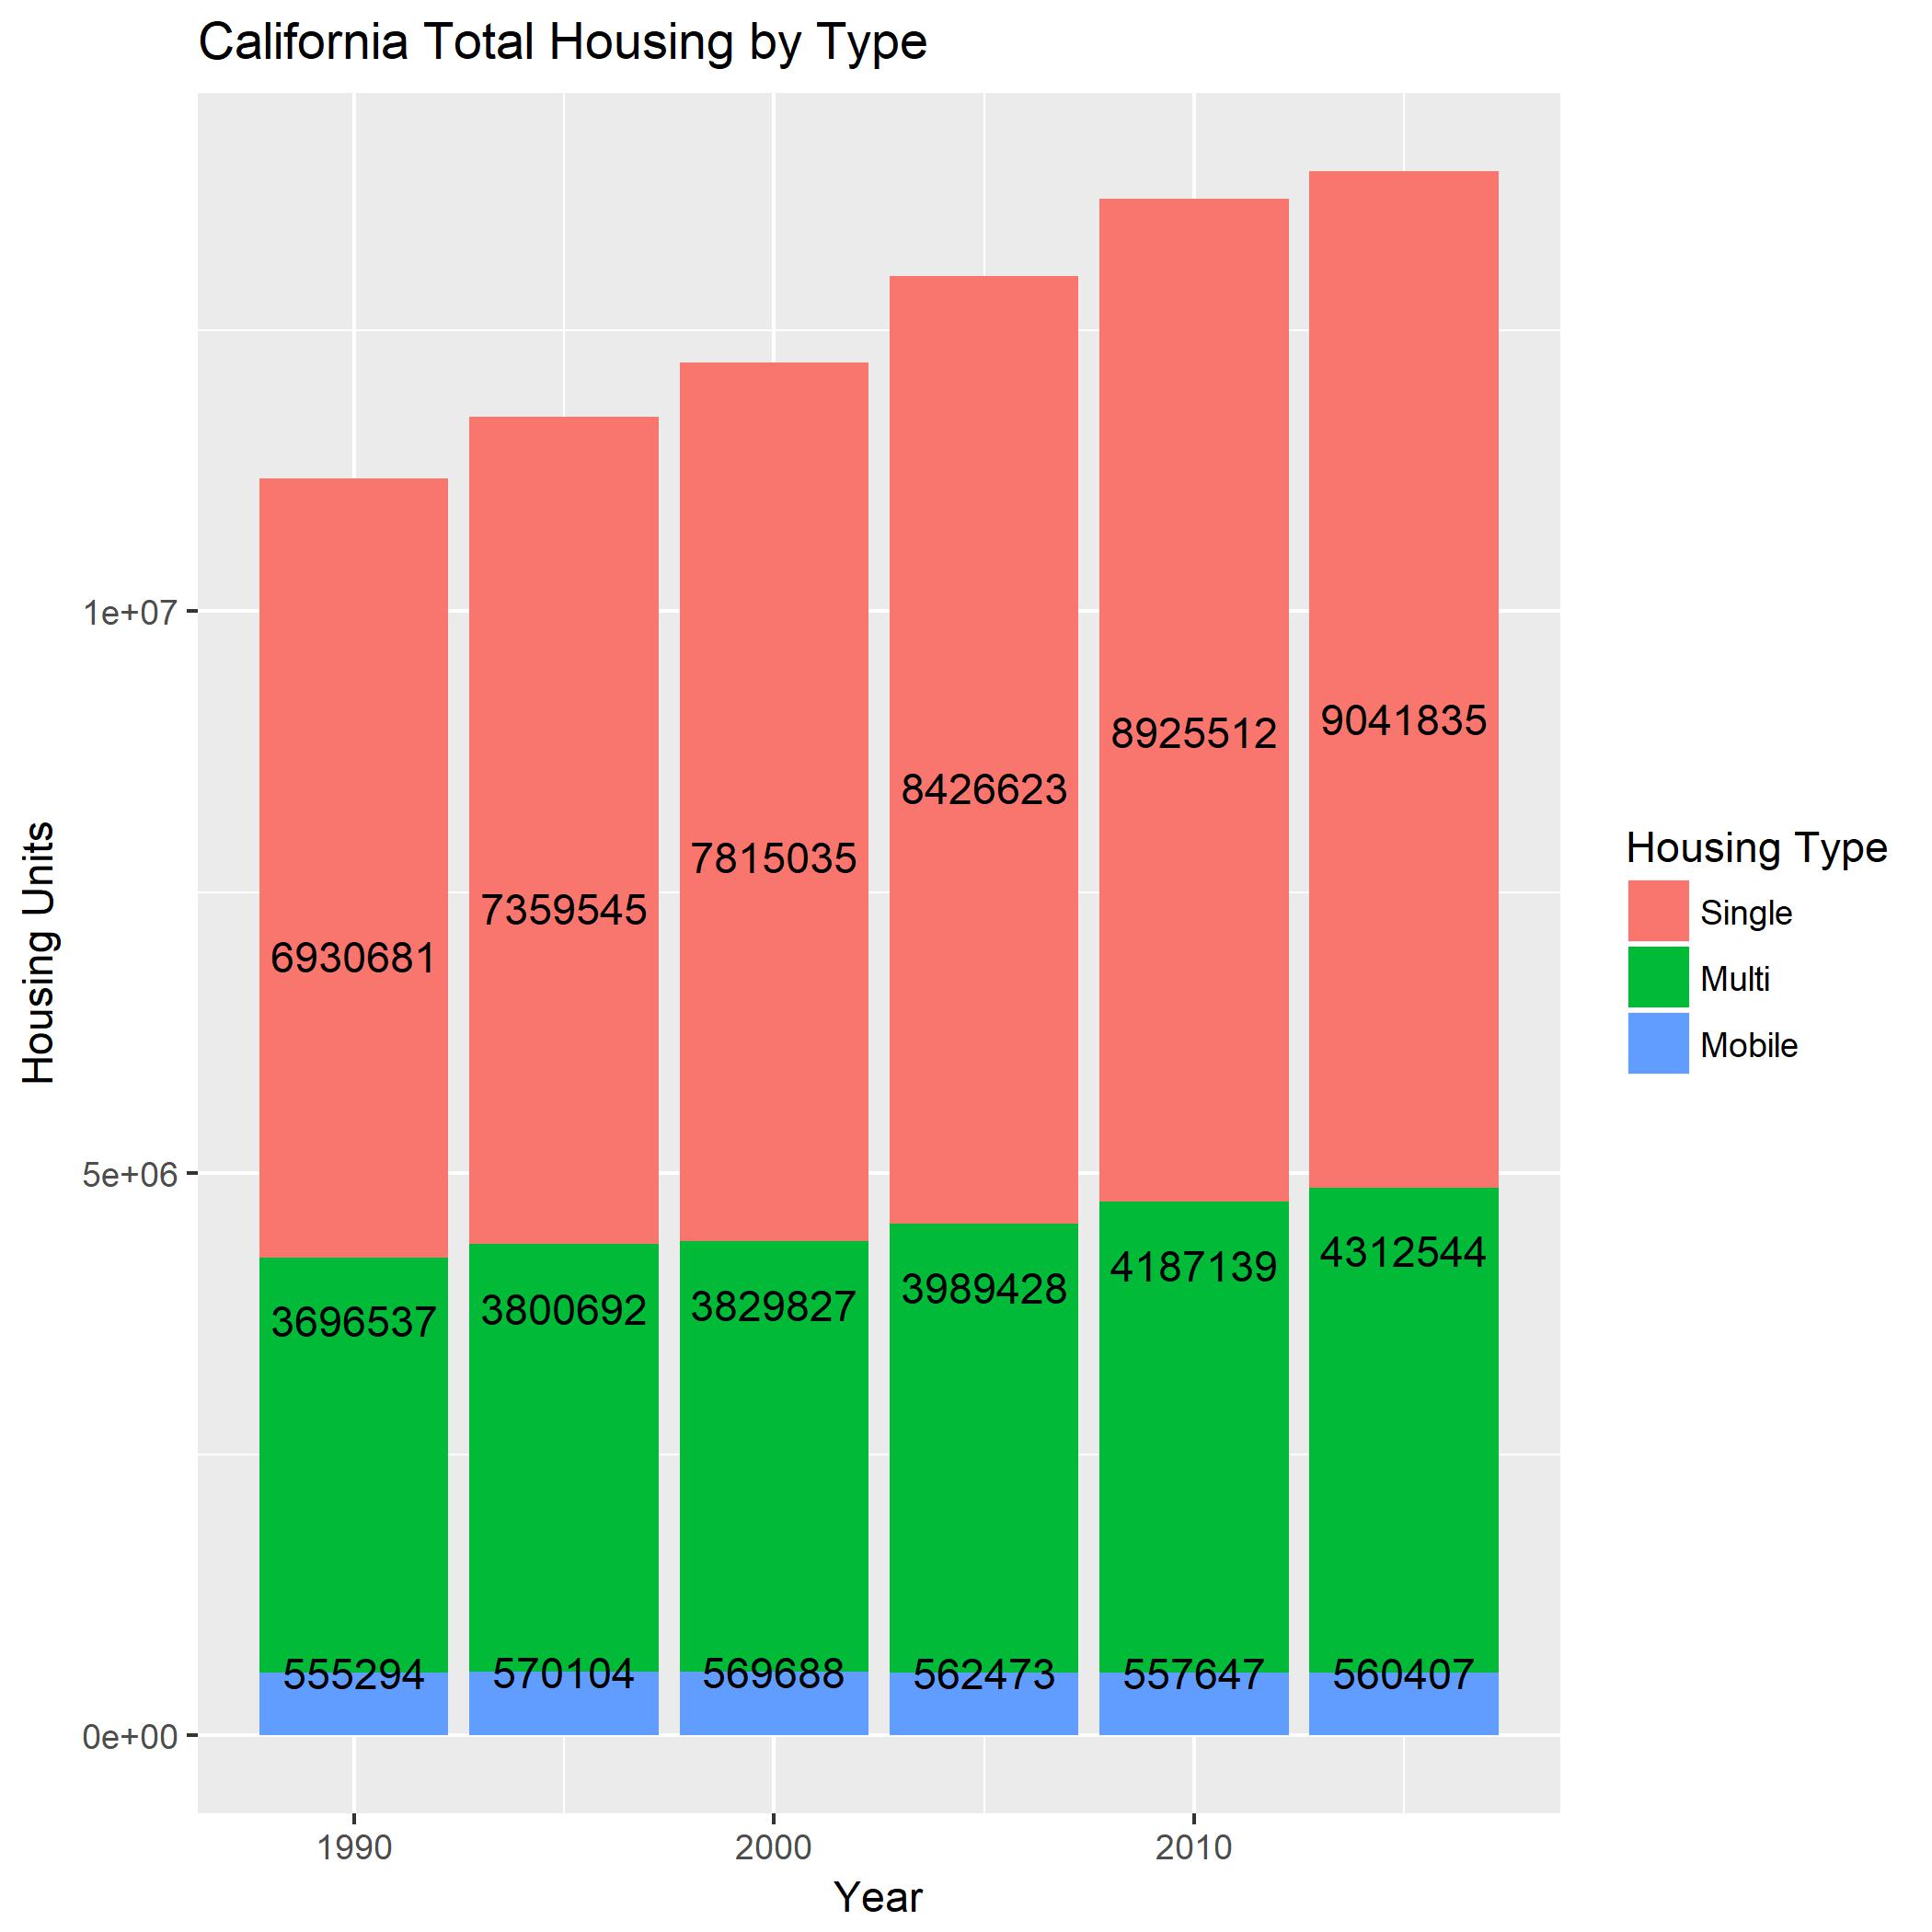 California Total Housing by Type
Housing Units
1e+07
5e+06
0e+00
6930681
7359545
7815035
8426623
8925512
9041835
3696537
3800692
3829827
3989428
4187139
4312544
555294
570104
569688
562473
557647
560407
1990
2000
2010
Year
Housing Type
Single
Multi
Mobile